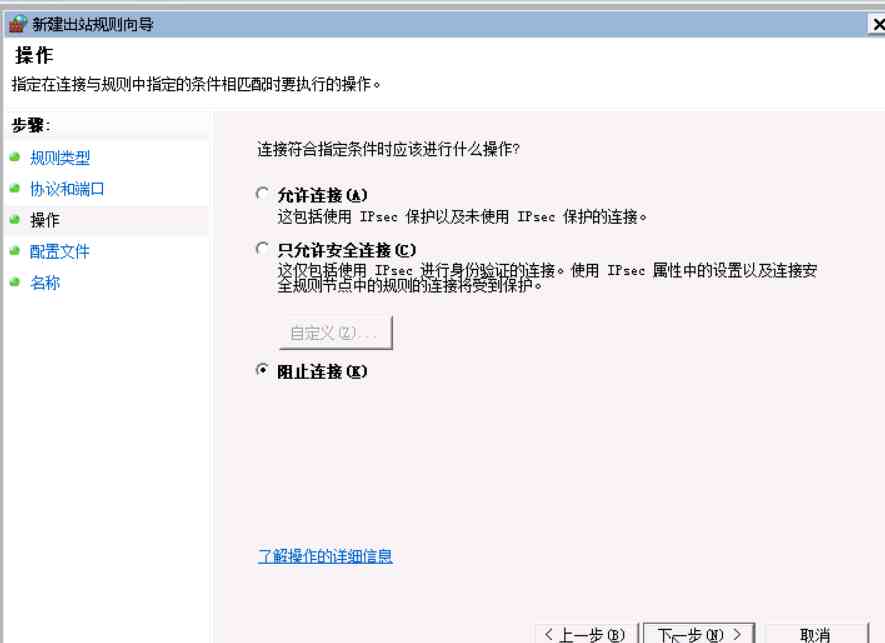 新建出站规则向导
操作
指定在连接与规则中指定的条件相匹配时要执行的操作。
步骤:
规则类型
协议和端口
操作
配置文件
名称
连接符合指定条件时应该进行什么操作?
允许连接(A)
这包括使用 IPsec 保护以及未使用 IPsec 保护的连接。
只允许安全连接(C)
这仅包括使用 IPsec 进行身份验证的连接。使用 IPsec 属性中的设置以及连接安
全规则节点中的规则的连接将受到保护。
自定义(Z)...
阻止连接(K)
了解操作的详细信息
< 上一步(B)
下一步(N) >
取消